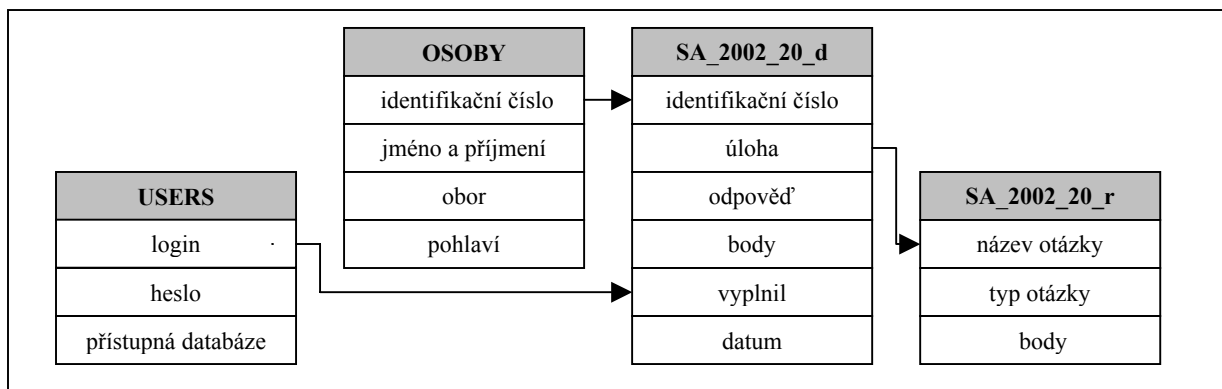 OSOBY
identifikační číslo
jméno a příjmení
obor
pohlaví
SA_2002_20_d
identifikační číslo
úloha
odpověď
body
vyplnil
datum
USERS
login
heslo
přístupná databáze
SA_2002_20_r
název otázky
typ otázky
body